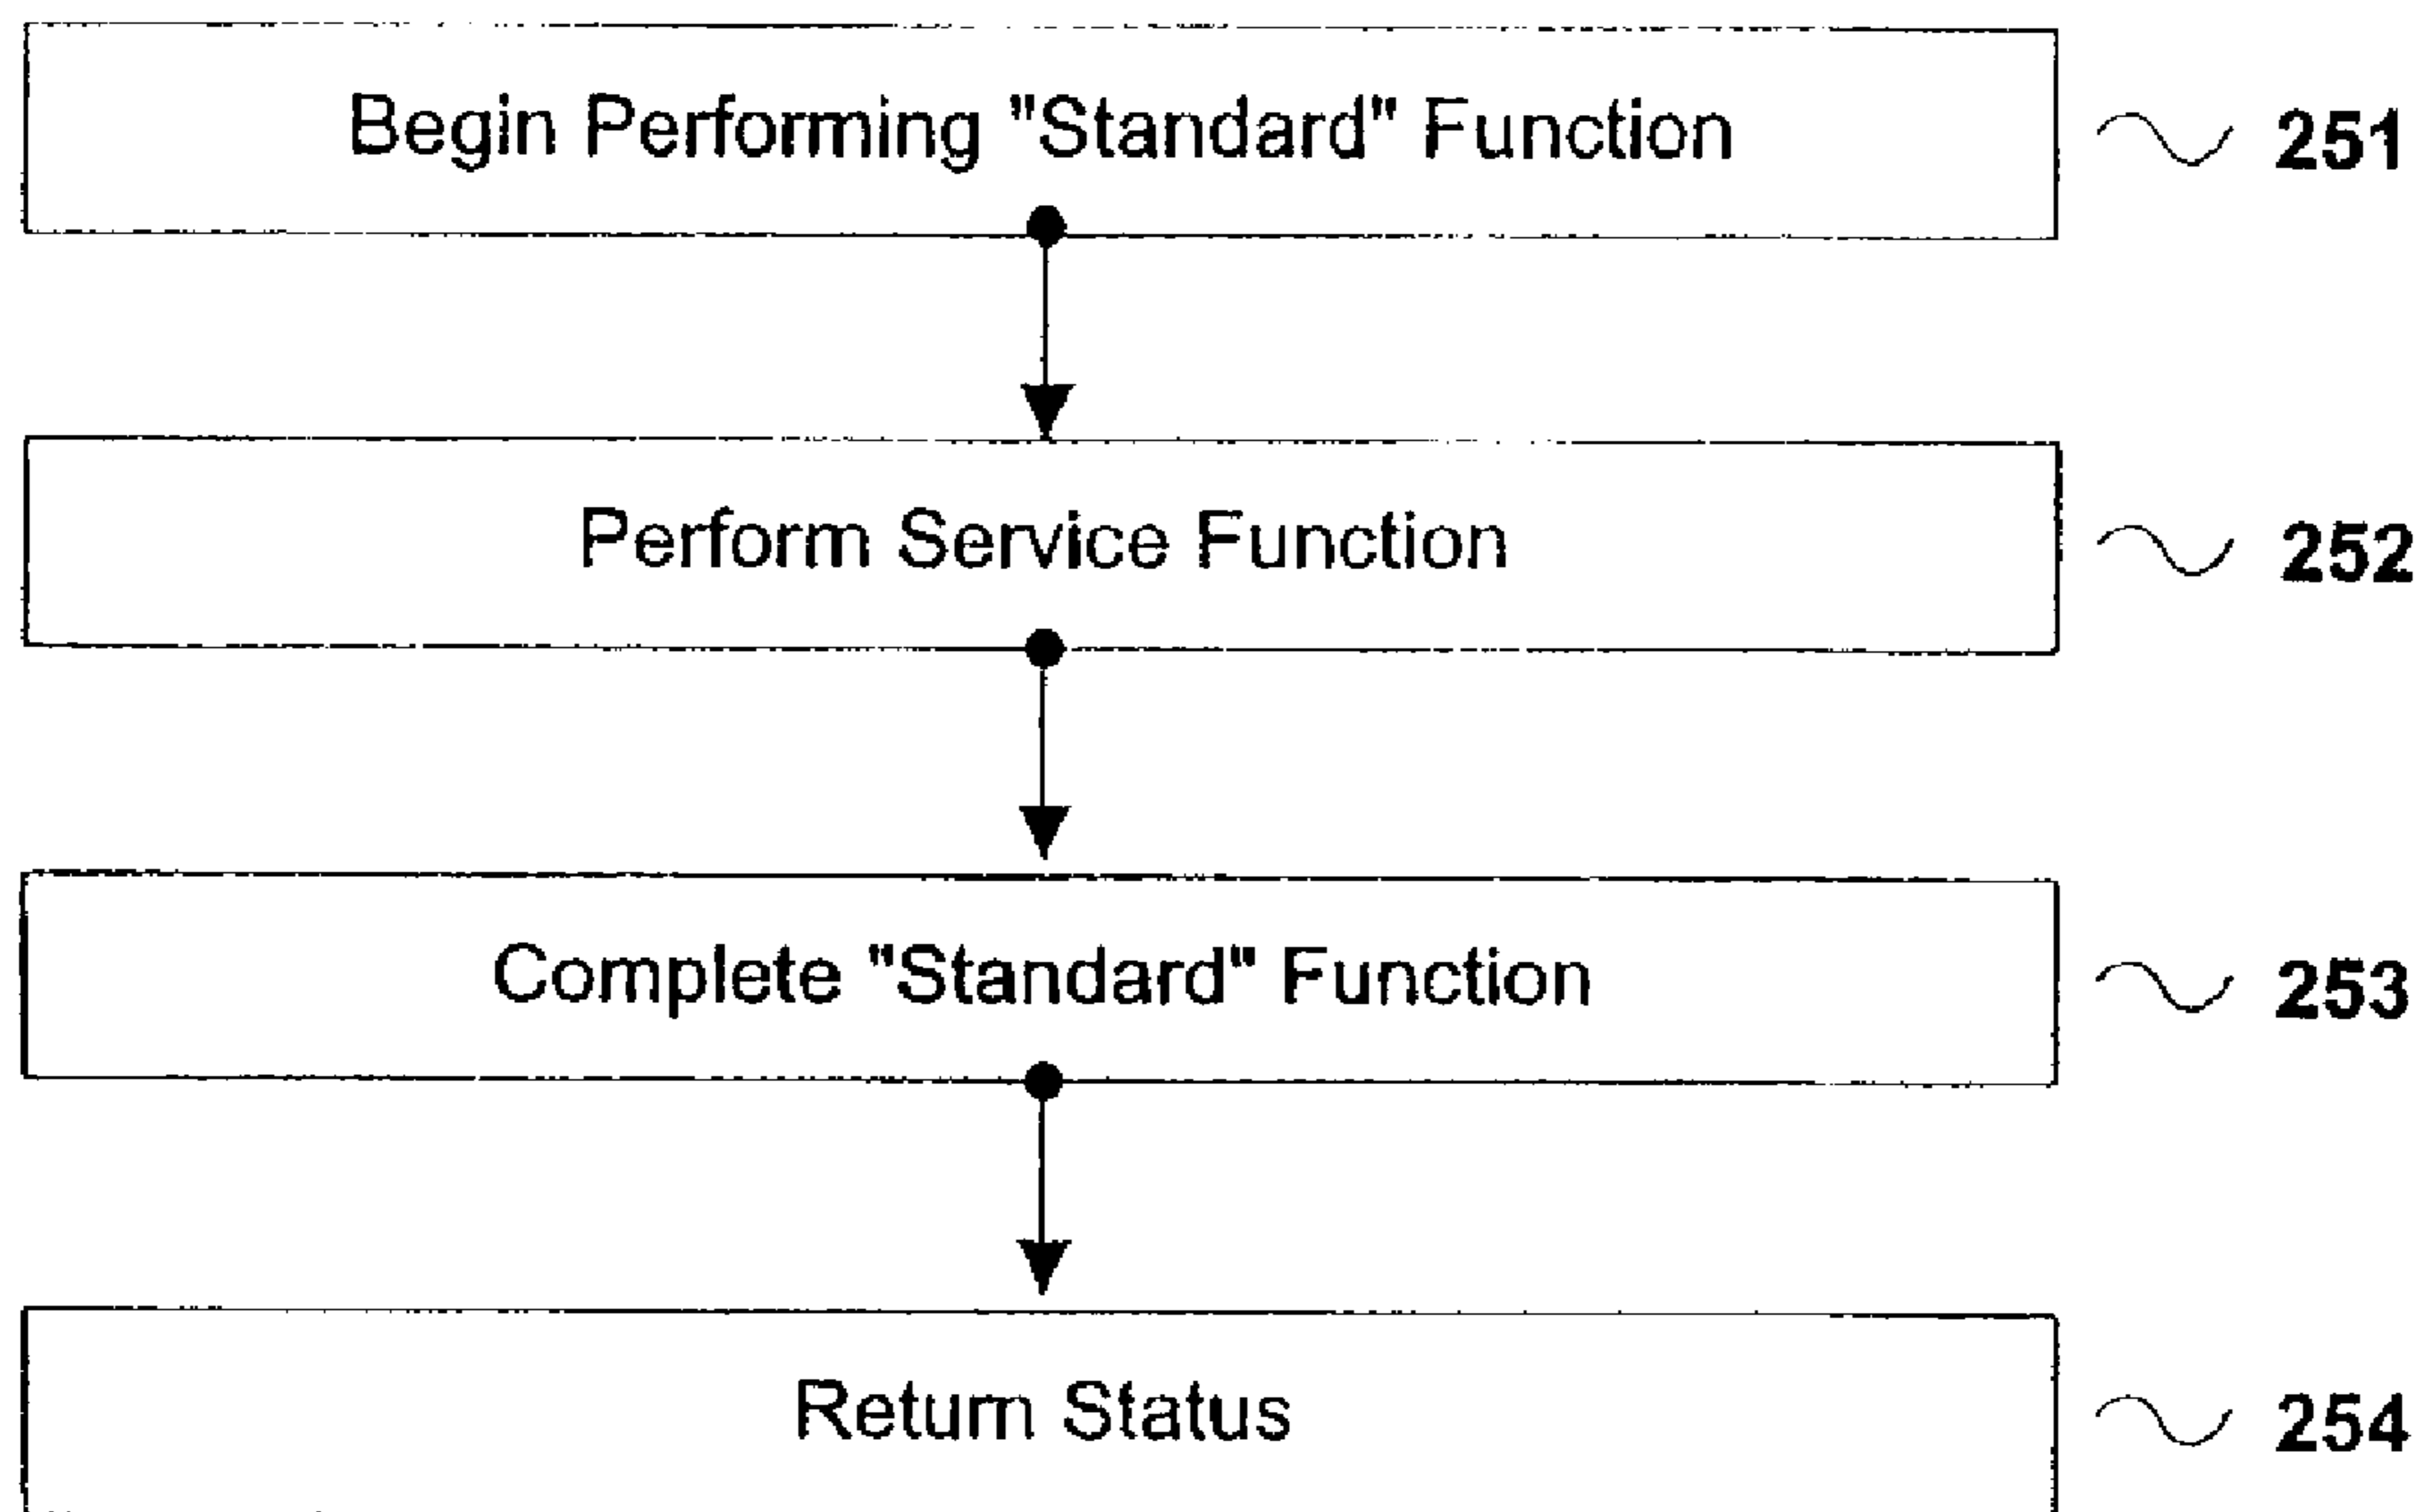 Begin Performing "Standard" Function 251
Perform Service Function 252
Complete "Standard" Function 253
Return Status 254